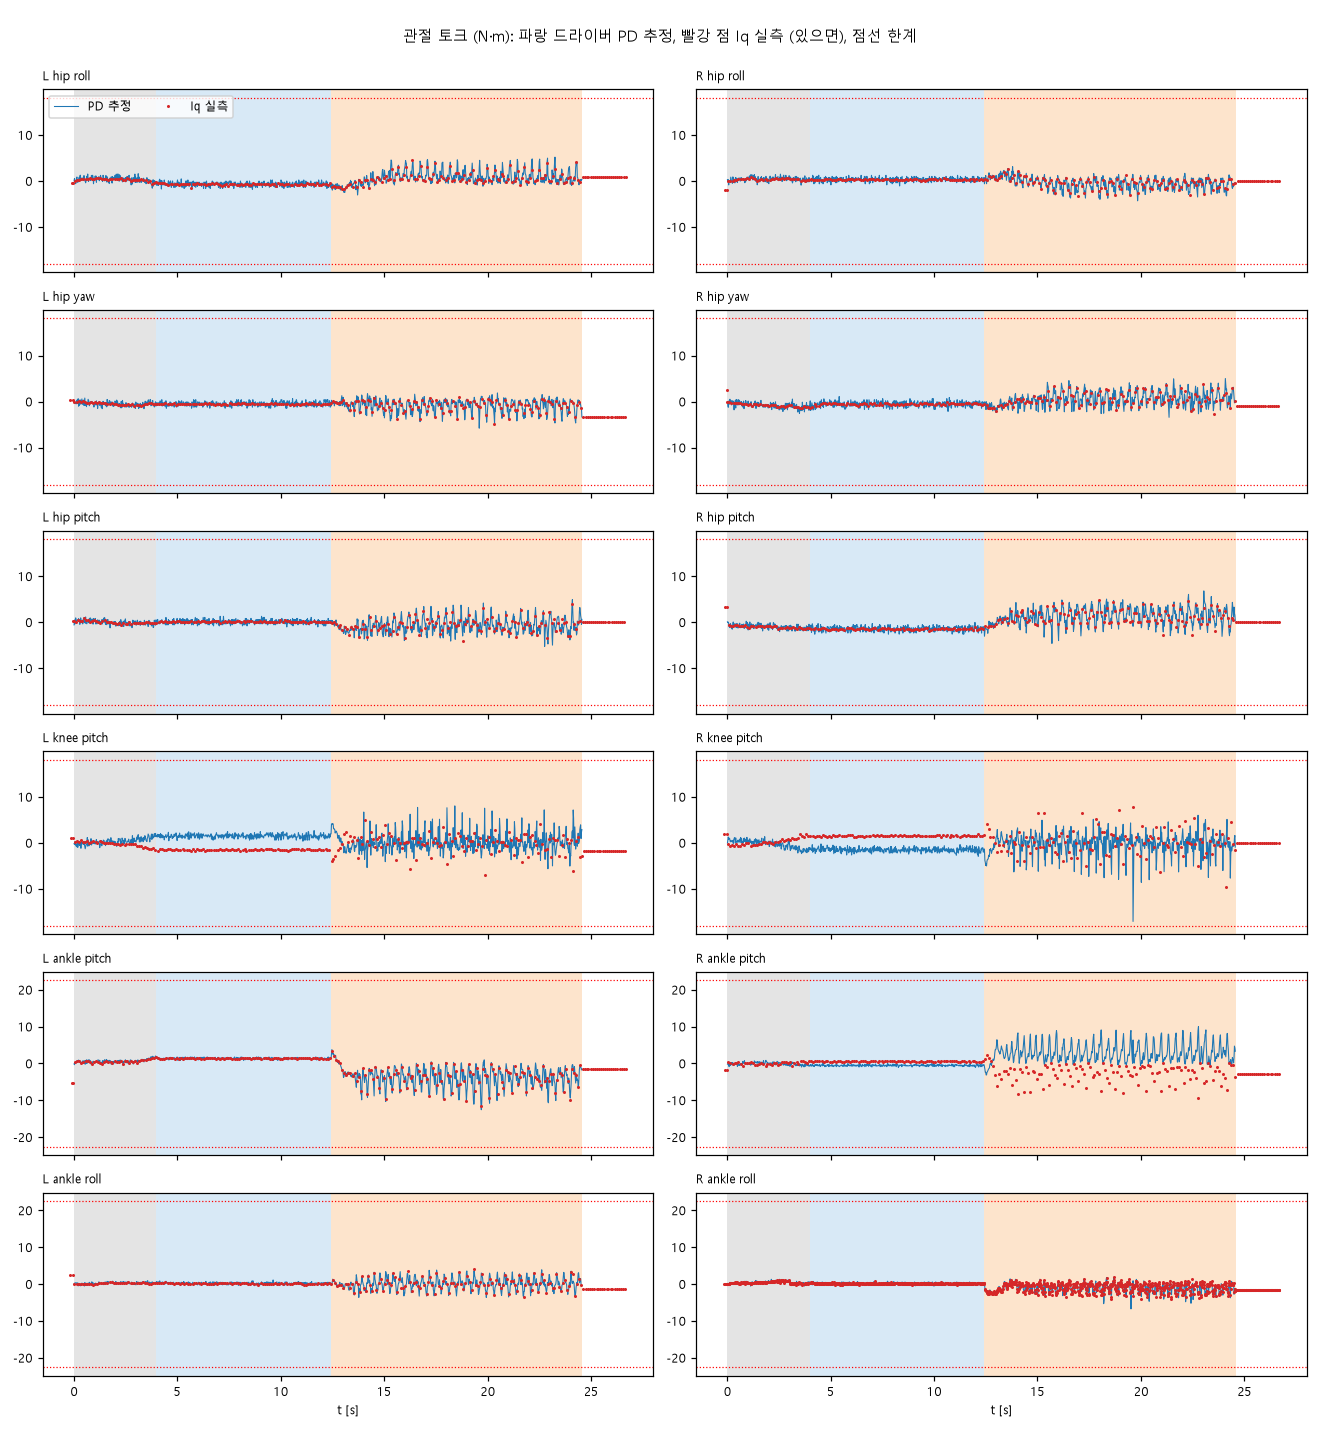 관절 토크 (N·m): 파랑 드라이버 PD 추정, 빨강 점 Iq 실측 (있으면), 점선 한계
L hip roll
R hip roll
PD 추정
Iq 실측
10
0
-10
10
0
-10
L hip yaw
R hip yaw
10
0
-10
10
0
-10
L hip pitch
R hip pitch
10
0
-10
10
0
-10
L knee pitch
R knee pitch
10
0
-10
10
0
-10
L ankle pitch
R ankle pitch
20
10
0
-10
-20
20
10
0
-10
-20
L ankle roll
R ankle roll
20
10
0
-10
-20
20
10
0
-10
-20
0 5 10 15 20 25
0 5 10 15 20 25
t [s]
t [s]